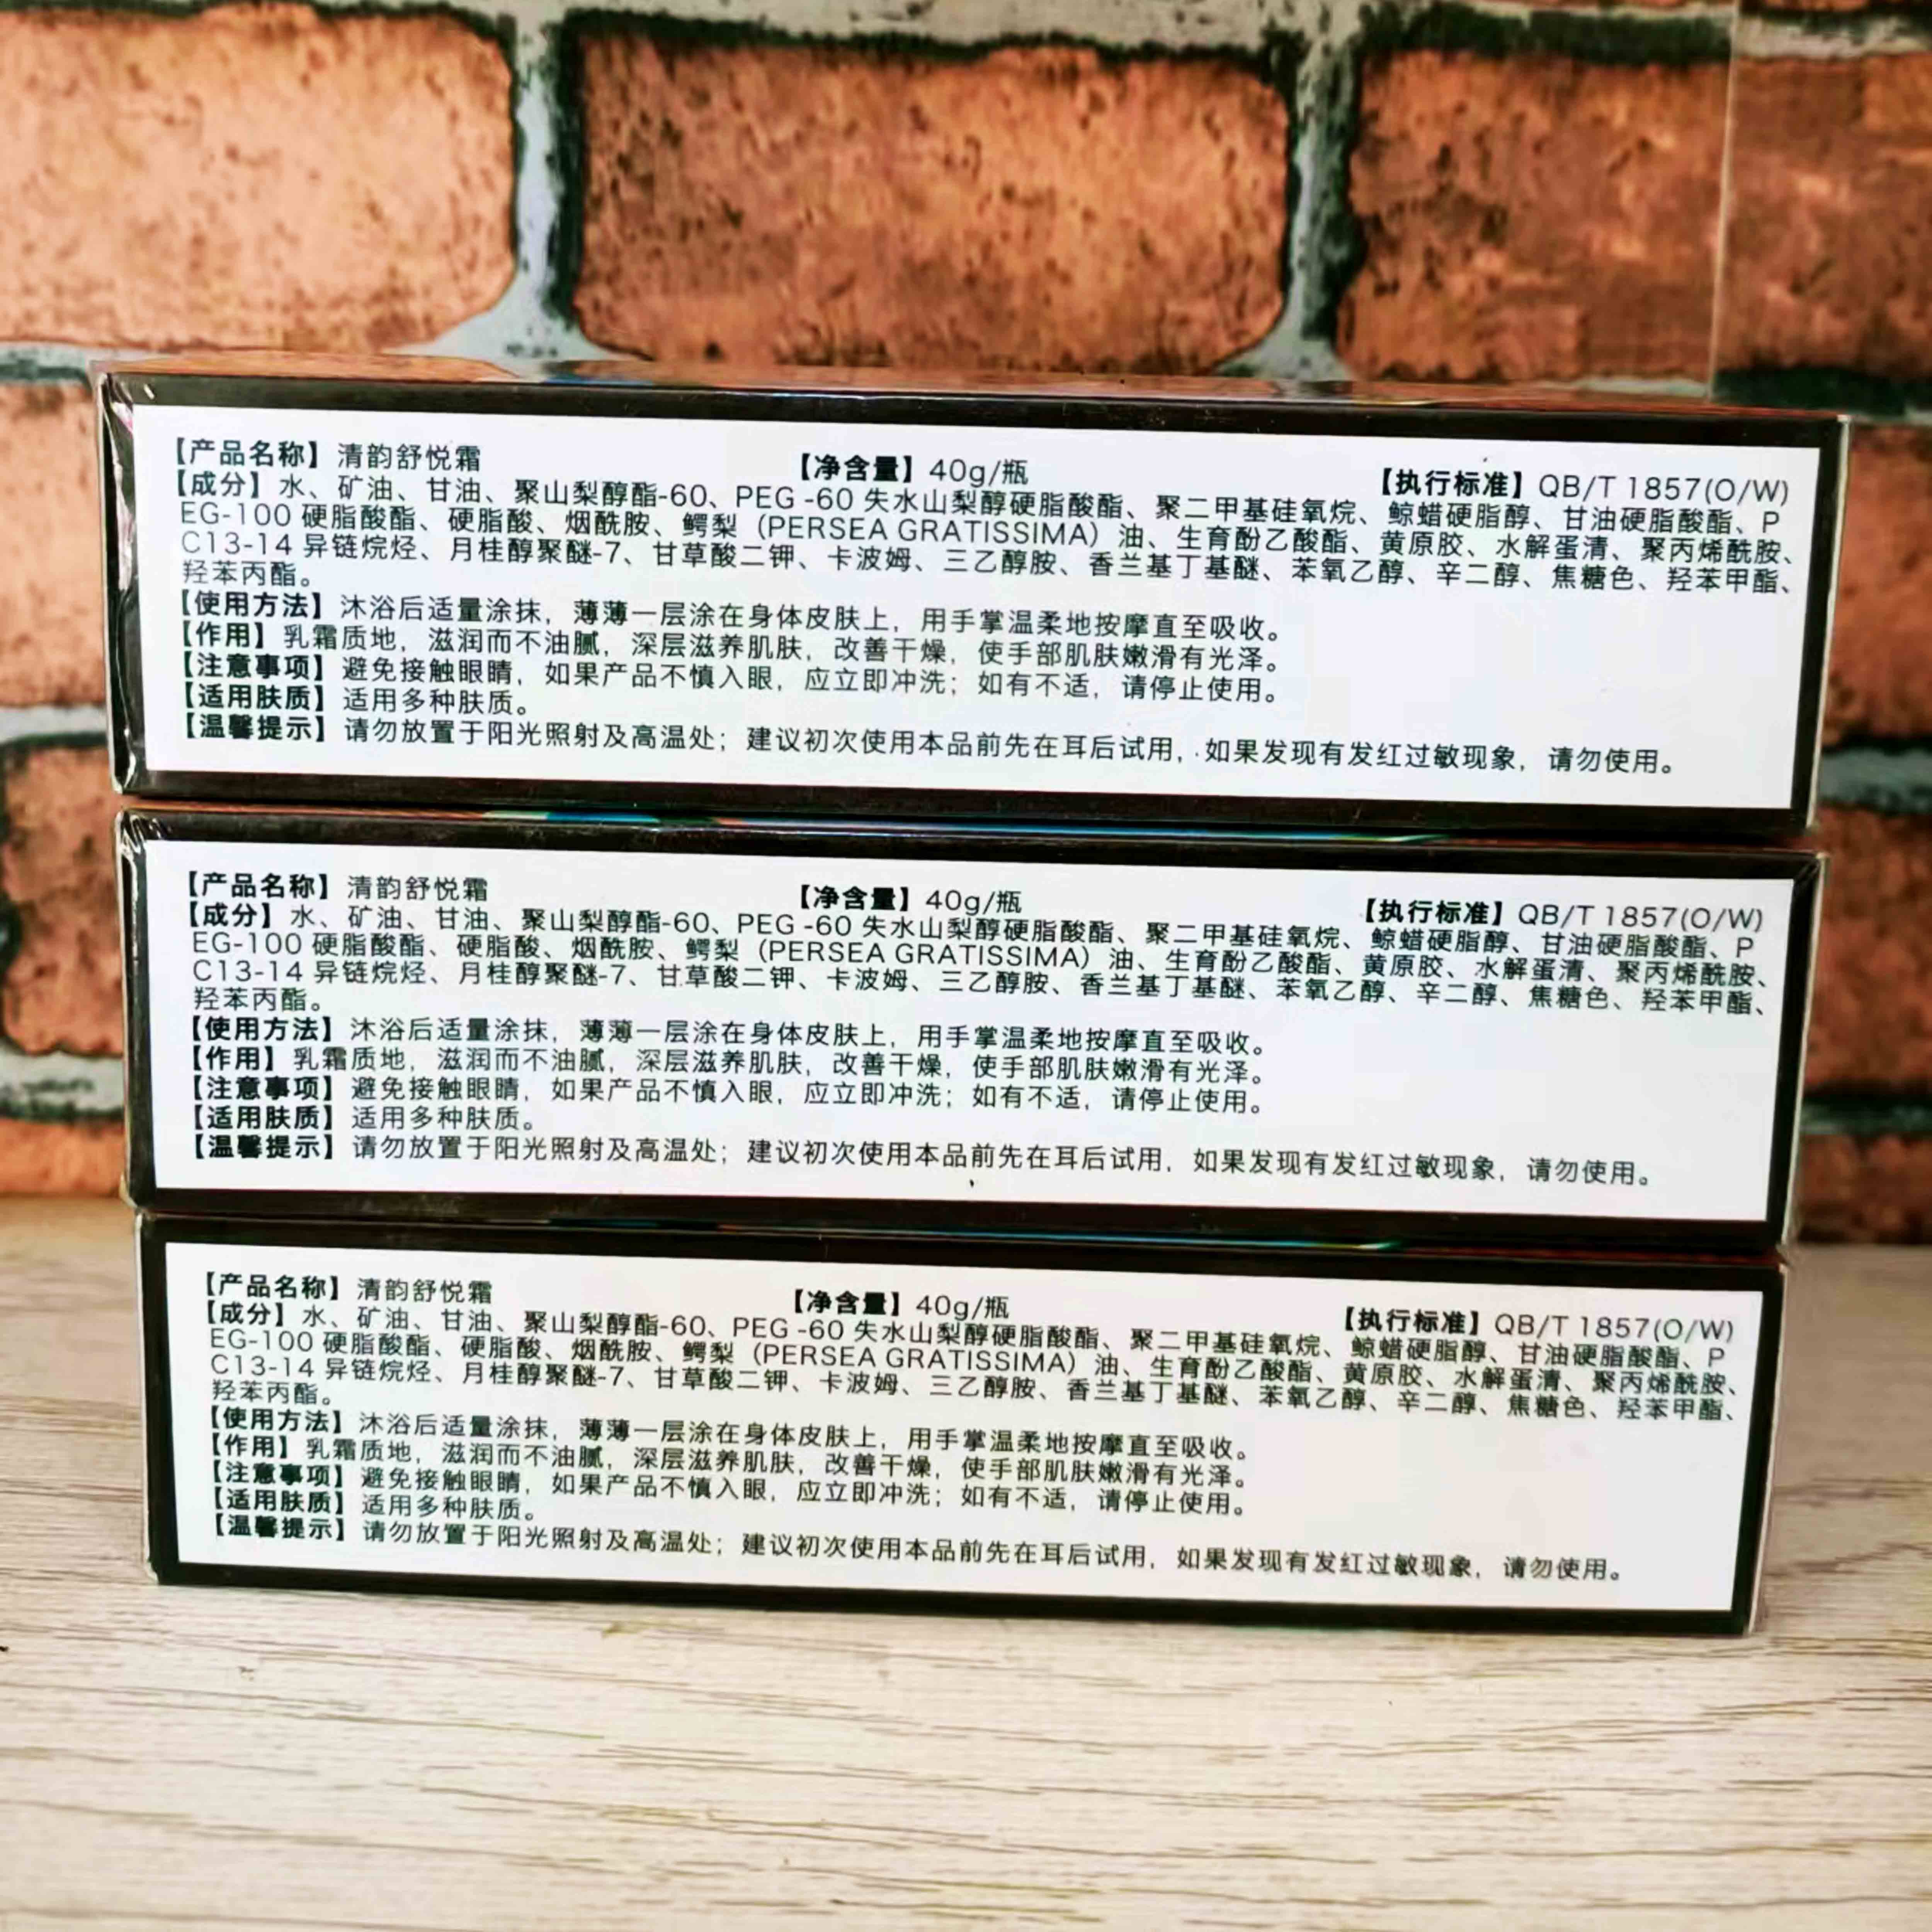 【产品名称】清韵舒悦霜 【净含量】40g/瓶 【执行标准】QB/T 1857(O/W)
【成分】水、矿油、甘油、聚山梨醇酯-60、PEG -60 失水山梨醇硬脂酸酯、聚二甲基硅氧烷、鲸蜡硬脂醇、甘油硬脂酸酯、P
EG-100 硬脂酸酯、硬脂酸、烟酰胺、鳄梨（PERSEA GRATISSIMA）油、生育酚乙酸酯、黄原胶、水解蛋清、聚丙烯酰胺、
C13-14 异链烷烃、月桂醇聚醚-7、甘草酸二钾、卡波姆、三乙醇胺、香兰基丁基醚、苯氧乙醇、辛二醇、焦糖色、羟苯甲酯、
羟苯丙酯。
【使用方法】沐浴后适量涂抹，薄薄一层涂在身体皮肤上，用手掌温柔地按摩直至吸收。
【作用】乳霜质地，滋润而不油腻，深层滋养肌肤，改善干燥，使手部肌肤嫩滑有光泽。
【注意事项】避免接触眼睛，如果产品不慎入眼，应立即冲洗；如有不适，请停止使用。
【适用肤质】适用多种肤质。
【温馨提示】请勿放置于阳光照射及高温处；建议初次使用本品前先在耳后试用，如果发现有发红过敏现象，请勿使用。
【产品名称】清韵舒悦霜 【净含量】40g/瓶 【执行标准】QB/T 1857(O/W)
【成分】水、矿油、甘油、聚山梨醇酯-60、PEG -60 失水山梨醇硬脂酸酯、聚二甲基硅氧烷、鲸蜡硬脂醇、甘油硬脂酸酯、P
EG-100 硬脂酸酯、硬脂酸、烟酰胺、鳄梨（PERSEA GRATISSIMA）油、生育酚乙酸酯、黄原胶、水解蛋清、聚丙烯酰胺、
C13-14 异链烷烃、月桂醇聚醚-7、甘草酸二钾、卡波姆、三乙醇胺、香兰基丁基醚、苯氧乙醇、辛二醇、焦糖色、羟苯甲酯、
羟苯丙酯。
【使用方法】沐浴后适量涂抹，薄薄一层涂在身体皮肤上，用手掌温柔地按摩直至吸收。
【作用】乳霜质地，滋润而不油腻，深层滋养肌肤，改善干燥，使手部肌肤嫩滑有光泽。
【注意事项】避免接触眼睛，如果产品不慎入眼，应立即冲洗；如有不适，请停止使用。
【适用肤质】适用多种肤质。
【温馨提示】请勿放置于阳光照射及高温处；建议初次使用本品前先在耳后试用，如果发现有发红过敏现象，请勿使用。
【产品名称】清韵舒悦霜 【净含量】40g/瓶 【执行标准】QB/T 1857(O/W)
【成分】水、矿油、甘油、聚山梨醇酯-60、PEG -60 失水山梨醇硬脂酸酯、聚二甲基硅氧烷、鲸蜡硬脂醇、甘油硬脂酸酯、P
EG-100 硬脂酸酯、硬脂酸、烟酰胺、鳄梨（PERSEA GRATISSIMA）油、生育酚乙酸酯、黄原胶、水解蛋清、聚丙烯酰胺、
C13-14 异链烷烃、月桂醇聚醚-7、甘草酸二钾、卡波姆、三乙醇胺、香兰基丁基醚、苯氧乙醇、辛二醇、焦糖色、羟苯甲酯、
羟苯丙酯。
【使用方法】沐浴后适量涂抹，薄薄一层涂在身体皮肤上，用手掌温柔地按摩直至吸收。
【作用】乳霜质地，滋润而不油腻，深层滋养肌肤，改善干燥，使手部肌肤嫩滑有光泽。
【注意事项】避免接触眼睛，如果产品不慎入眼，应立即冲洗；如有不适，请停止使用。
【适用肤质】适用多种肤质。
【温馨提示】请勿放置于阳光照射及高温处；建议初次使用本品前先在耳后试用，如果发现有发红过敏现象，请勿使用。